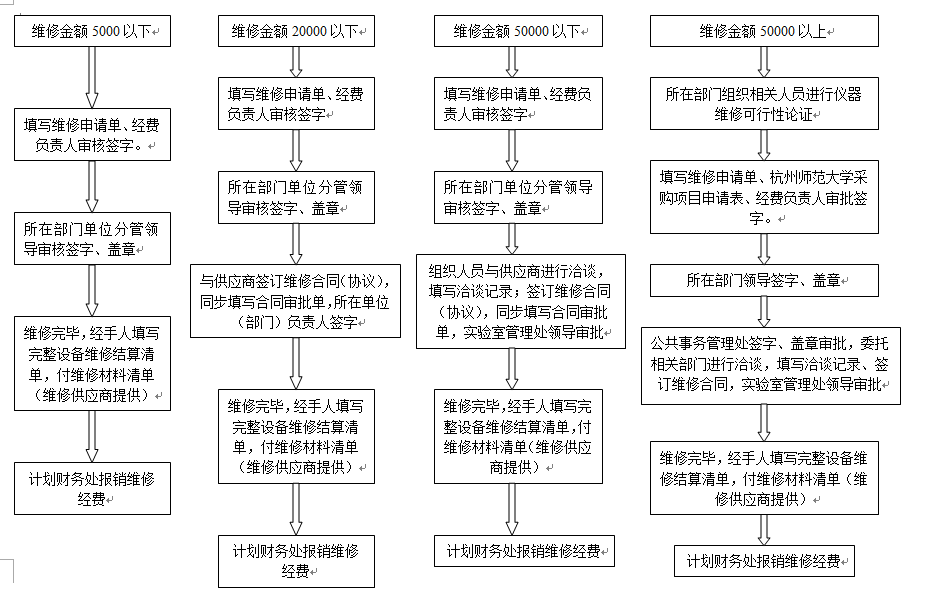 维修金额 5000 以下
填写维修申请单、经费
负责人审核签字。
所在部门单位分管领
导审核签字、盖章
维修完毕，经手人填写
完整设备维修结算清
单，付维修材料清单
（维修供应商提供）
计划财务处报销维修
经费
维修金额 20000 以下
填写维修申请单、经费
负责人审核签字
所在部门单位分管领
导审核签字、盖章
与供应商签订维修合同（协议），
同步填写合同审批单，所在单位
（部门）负责人签字
维修完毕，经手人填写
完整设备维修结算清
单，付维修材料清单
（维修供应商提供）
计划财务处报销维修
经费
维修金额 50000 以下
填写维修申请单、经费负
责人审核签字
所在部门单位分管领导
审核签字、盖章
组织人员与供应商进行洽谈，
填写洽谈记录；签订维修合同
（协议），同步填写合同审批
单，实验室管理处领导审批
维修完毕，经手人填写完
整设备维修结算清单，付
维修材料清单（维修供应
商提供）
计划财务处报销维修经费
维修金额 50000 以上
所在部门组织相关人员进行仪器
维修可行性论证
填写维修申请单、杭州师范大学采
购项目申请表、经费负责人审批签
字。
所在部门领导签字、盖章
公共事务管理处签字、盖章审批，委托
相关部门进行洽谈，填写洽谈记录、签
订维修合同，实验室管理处领导审批
维修完毕，经手人填写完整设备维
修结算清单，付维修材料清单（维
修供应商提供）
计划财务处报销维修经费